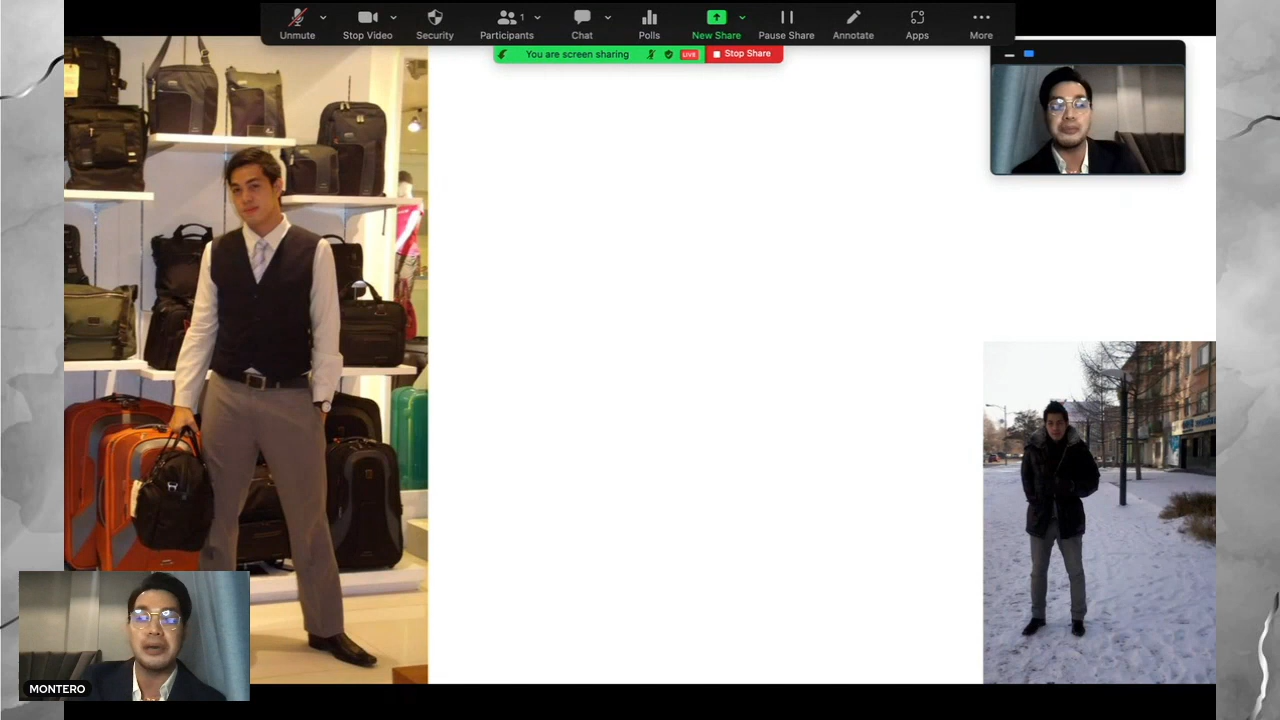 Unmute
Stop Video
Security
Participants
1
Chat
Polls
New Share
Pause Share
Annotate
Apps
More
You are screen sharing
LIVE
Stop Share
MONTERO